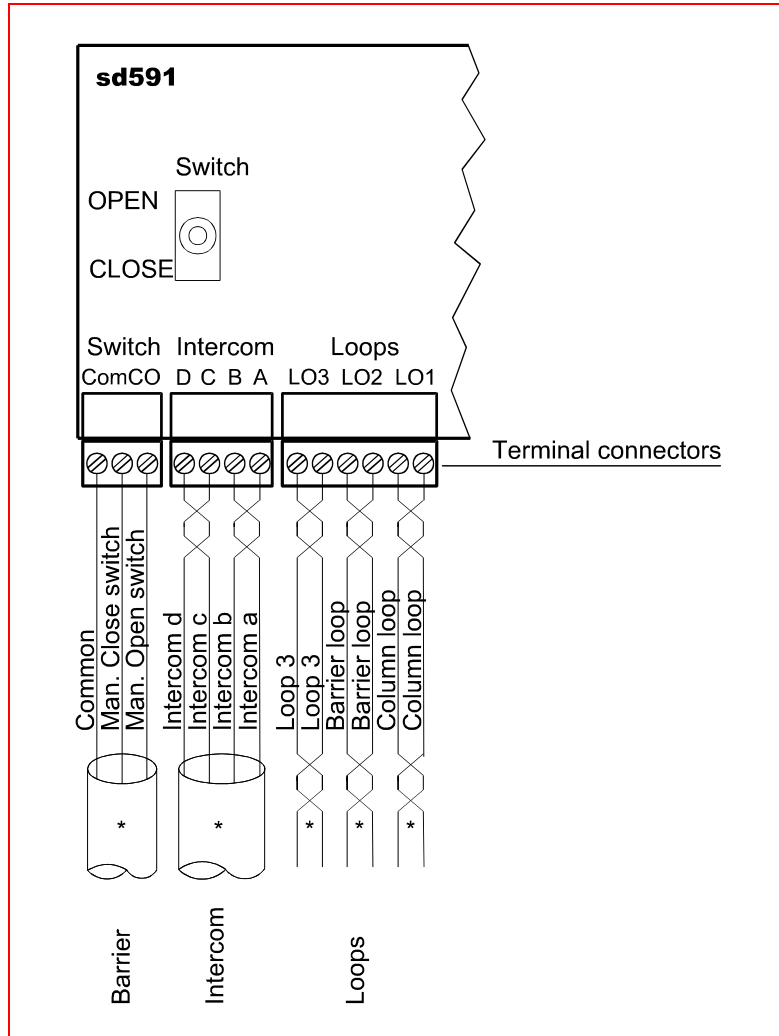 sd591
Switch
OPEN
CLOSE
Switch Intercom Loops
ComCO D C B A LO3 LO2 LO1
Terminal connectors
Common
Man. Close switch
Man. Open switch
Intercom d
Intercom c
Intercom b
Intercom a
Loop 3
Loop 3
Barrier loop
Barrier loop
Column loop
Column loop
* * * * *
Barrier
Intercom
Loops